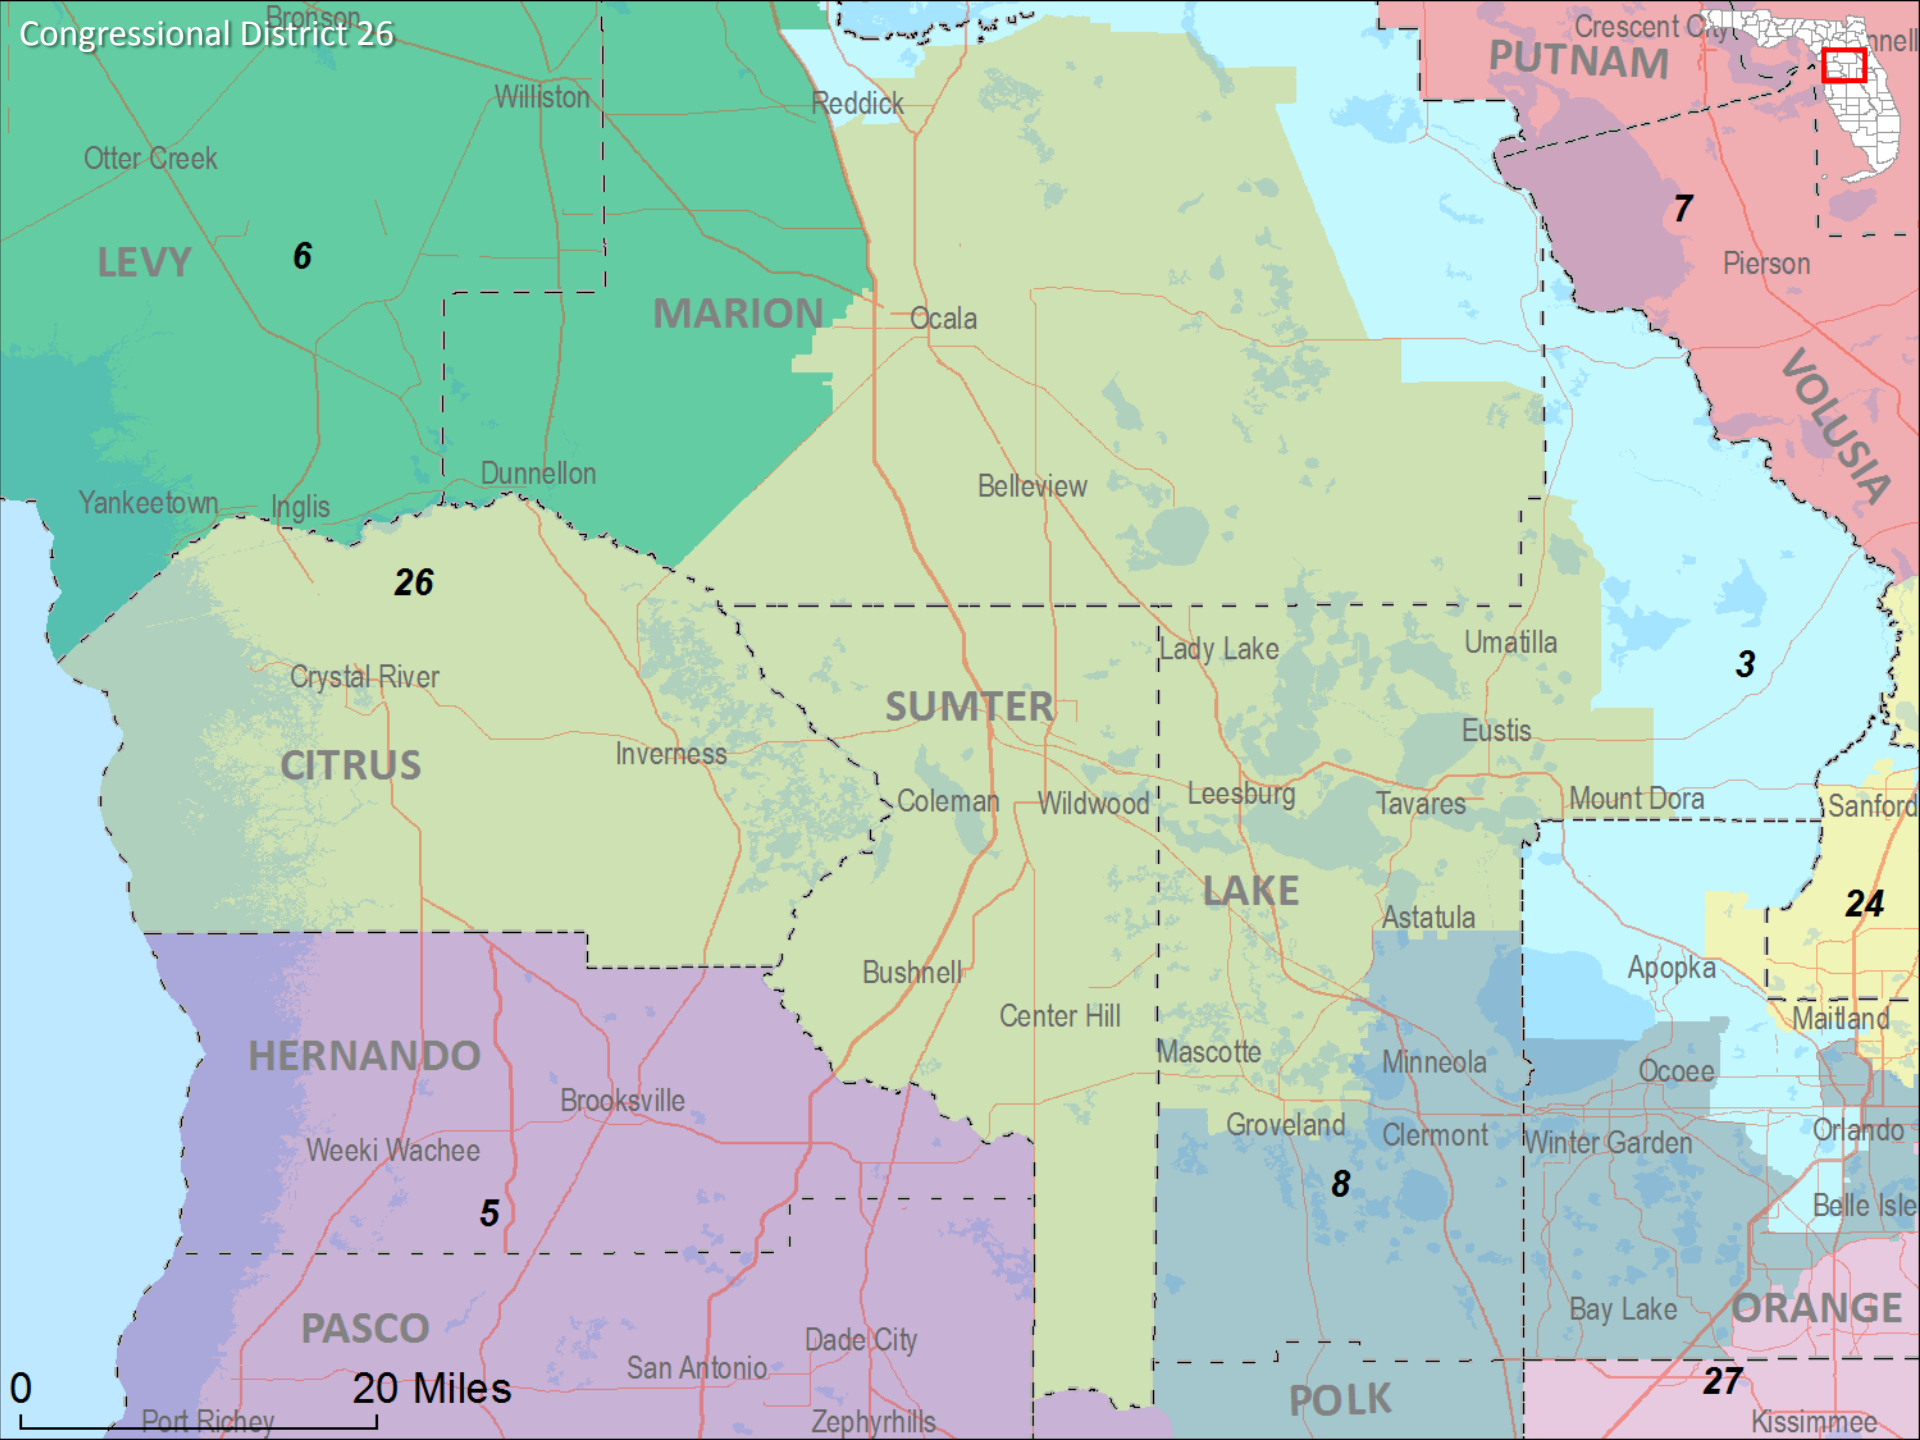 Congressional District 26
Bronson
Crescent City
nnell
PUTNAM
Williston
Reddick
Otter Creek
7
LEVY
6
Pierson
MARION
Ocala
VOLUSIA
Dunnellon
Belleview
Yankeetown
Inglis
26
Lady Lake
Umatilla
3
Crystal River
SUMTER
Eustis
CITRUS
Inverness
Coleman
Wildwood
Leesburg
Tavares
Mount Dora
Sanford
LAKE
24
Astatula
Bushnell
Apopka
Center Hill
Maitland
HERNANDO
Mascotte
Minneola
Ocoee
Brooksville
Groveland
Clermont
Winter Garden
Orlando
Weeki Wachee
8
5
Belle Isle
Bay Lake
ORANGE
PASCO
Dade City
San Antonio
27
0
20 Miles
POLK
Port Richey
Zephyrhills
Kissimmee